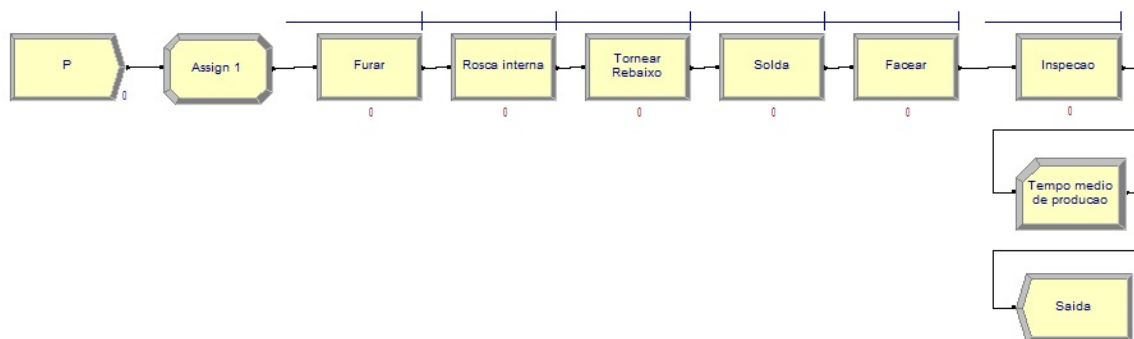 P
Assign 1
Furar
Rosca interna
Tornear
Rebaixo
Solda
Facear
Inspecao
0
0
0
0
0
0
0
Tempo medio
de producao
Saida